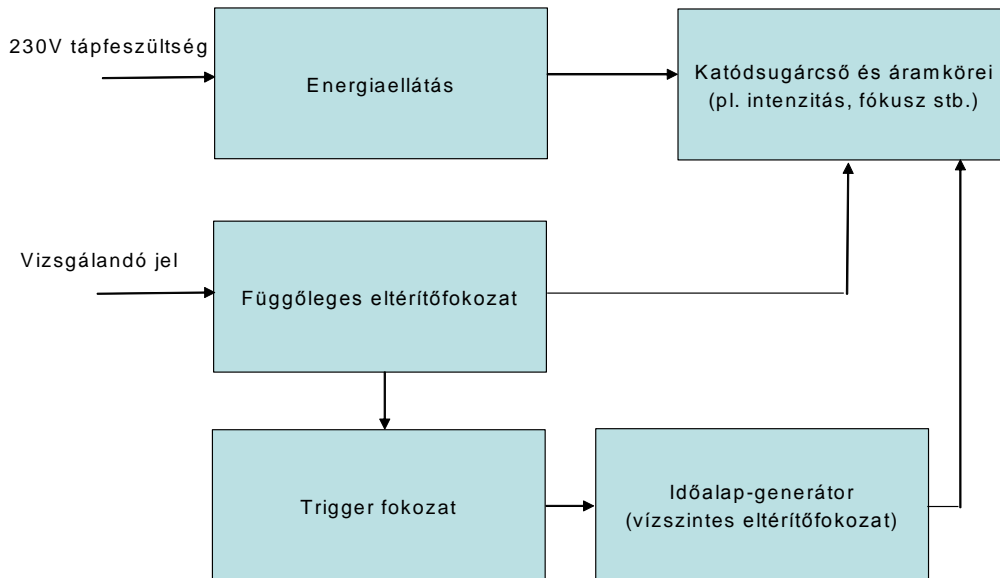 230V tápfeszültség
Energiaellátás
Katódsugárcső és áramkörei
(pl. intenzitás, fókusz stb.)
Vizsgálandó jel
Függőleges eltérítőfokozat
Trigger fokozat
Időalap-generátor
(vízszintes eltérítőfokozat)